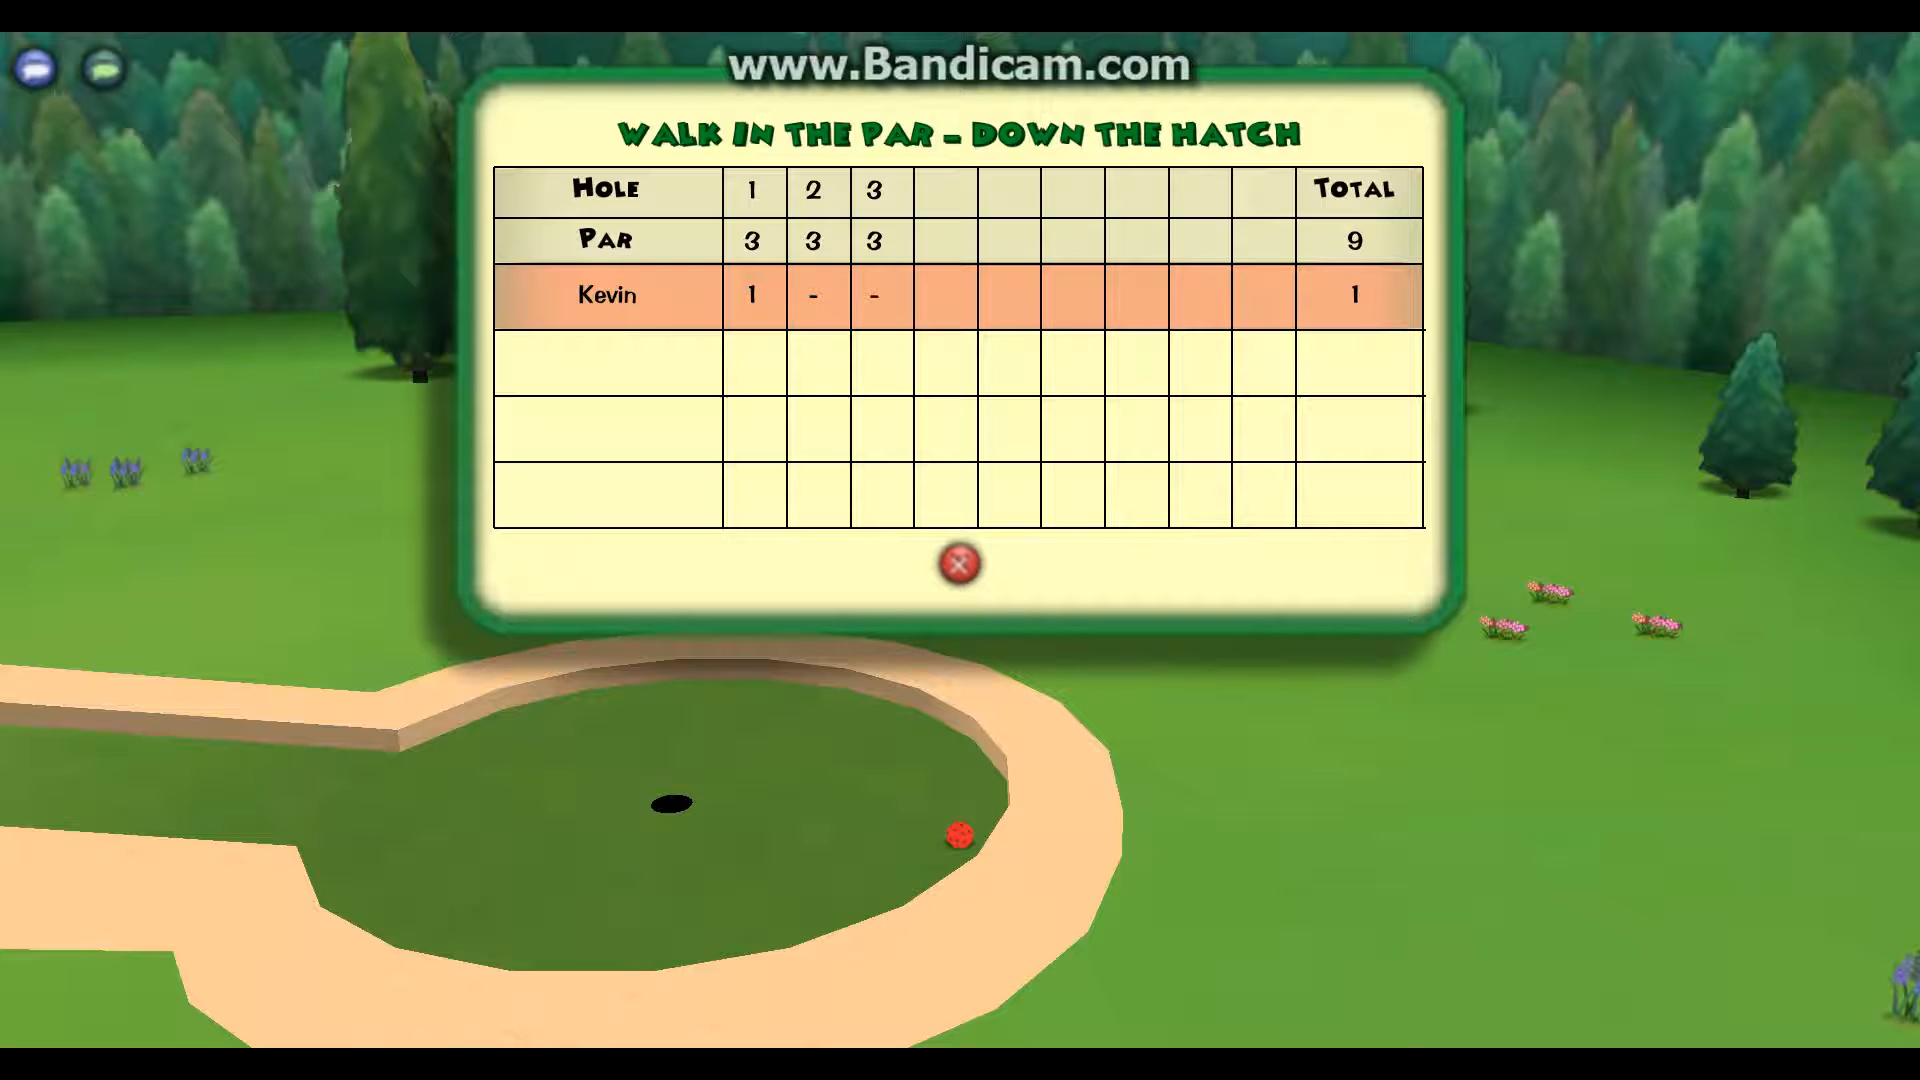 www.Bandicam.com
WALK IN THE PAR - DOWN THE HATCH
HOLE 1 2 3 TOTAL
PAR 3 3 3 9
Kevin 1 - - 1